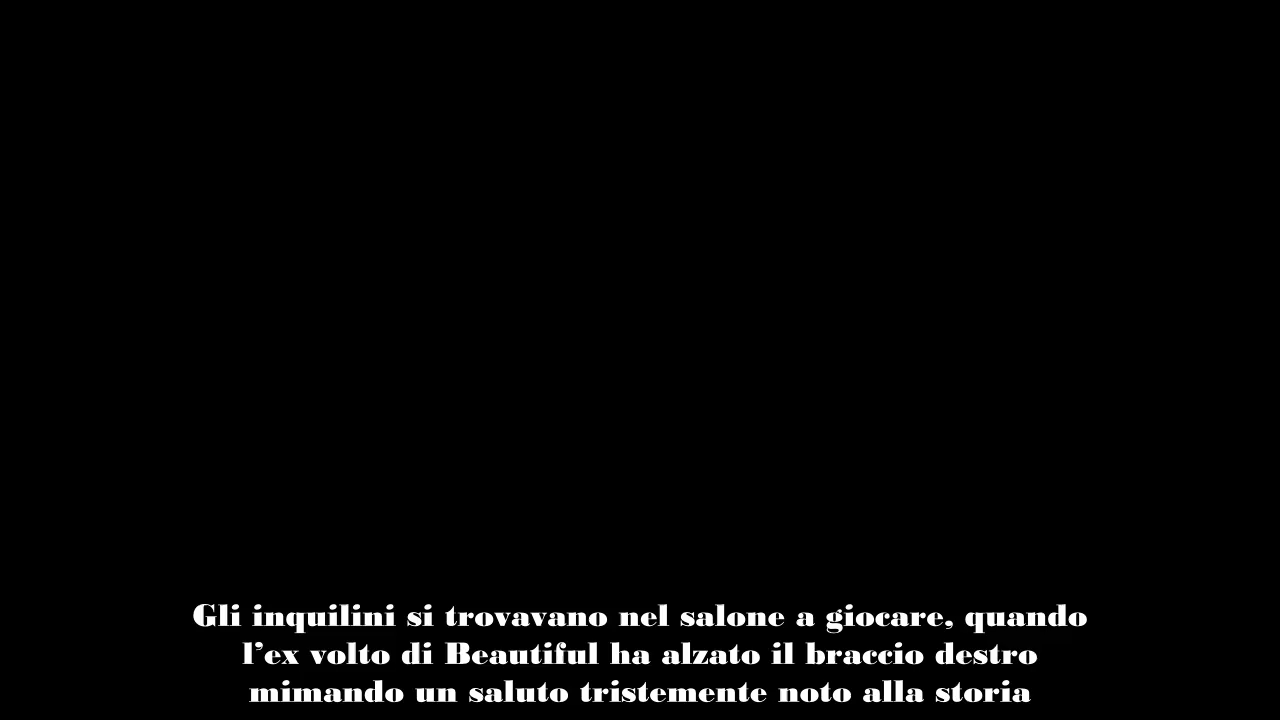 Gli inquilini si trovavano nel salone a giocare, quando
l’ex volto di Beautiful ha alzato il braccio destro
mimando un saluto tristemente noto alla storia